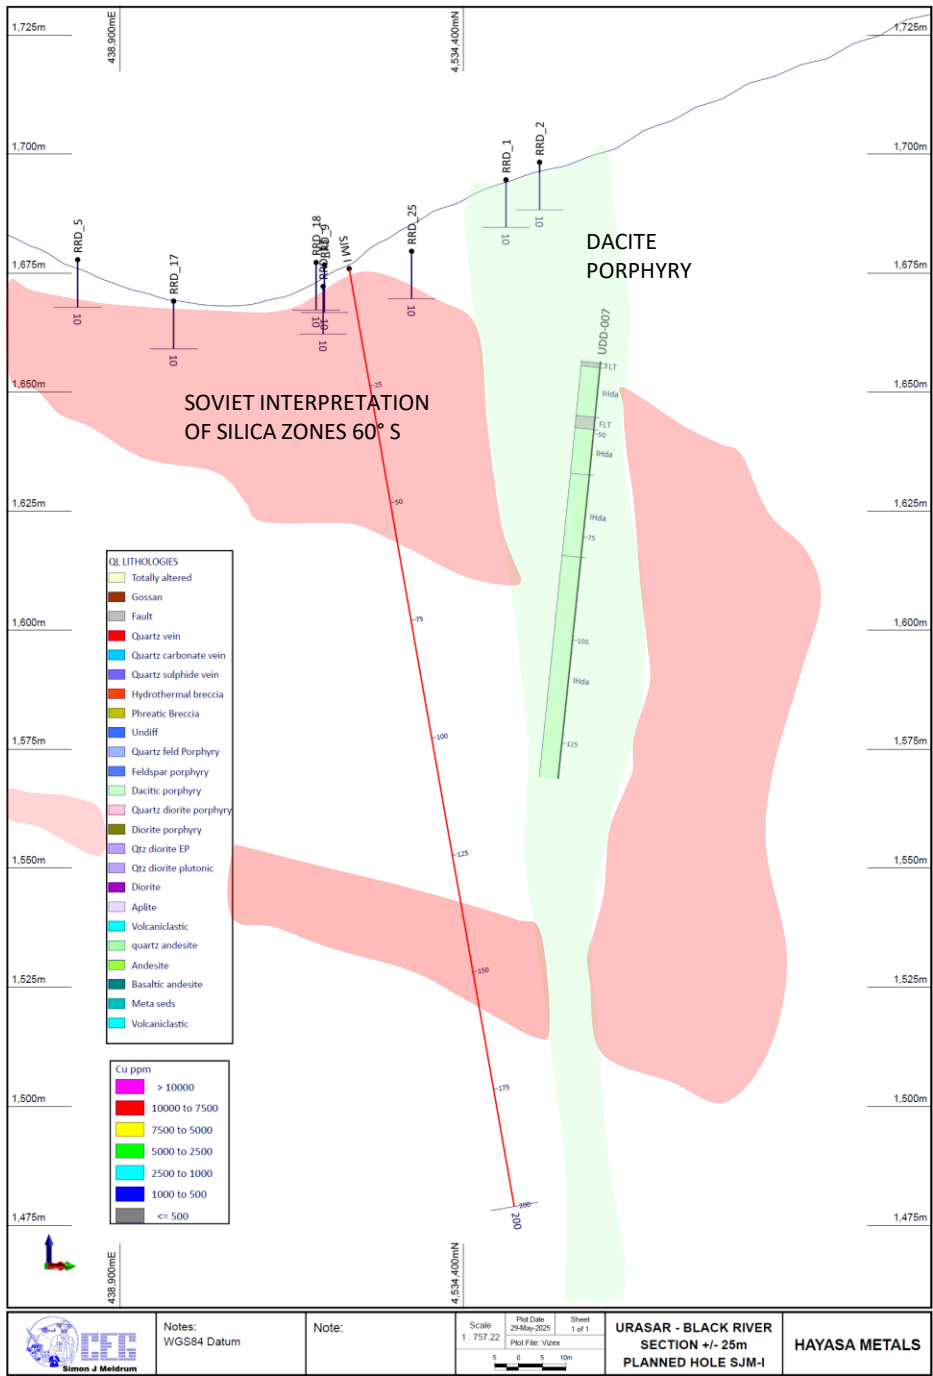 438,900mE
4,534,400mN
1,725m
1,725m
1,700m
1,700m
RRD_1
RRD_2
DACITE
PORPHYRY
RRD_5
RRD_17
RRD_18
RRD_25
1,675m
1,675m
10
10
10
10
10
10
10
UDD-007
FLT
IHda
FLT
50
IHda
IHda
75
100
IHda
125
1,650m
1,650m
SOVIET INTERPRETATION
OF SILICA ZONES 60° S
25
50
75
100
125
150
175
200
200
1,625m
1,625m
1,600m
1,600m
1,575m
1,575m
1,550m
1,550m
1,525m
1,525m
1,500m
1,500m
1,475m
1,475m
QL LITHOLOGIES
Totally altered
Gossan
Fault
Quartz vein
Quartz carbonate vein
Quartz sulphide vein
Hydrothermal breccia
Phreatic Breccia
Undiff
Quartz feld Porphyry
Feldspar porphyry
Dacitic porphyry
Quartz diorite porphyry
Diorite porphyry
Qtz diorite EP
Qtz diorite plutonic
Diorite
Aplite
Volcaniclastic
quartz andesite
Andesite
Basaltic andesite
Meta seds
Volcaniclastic
Cu ppm
> 10000
10000 to 7500
7500 to 5000
5000 to 2500
2500 to 1000
1000 to 500
<= 500
438,900mE
4,534,400mN
CEG
Simon J Meldrum
Notes:
WGS84 Datum
Note:
Scale
1 : 757.22
Plot Date
29-May-2025
Sheet
1 of 1
Plot File: Vizex
5 0 5 10m
URASAR - BLACK RIVER
SECTION +/- 25m
PLANNED HOLE SJM-I
HAYASA METALS